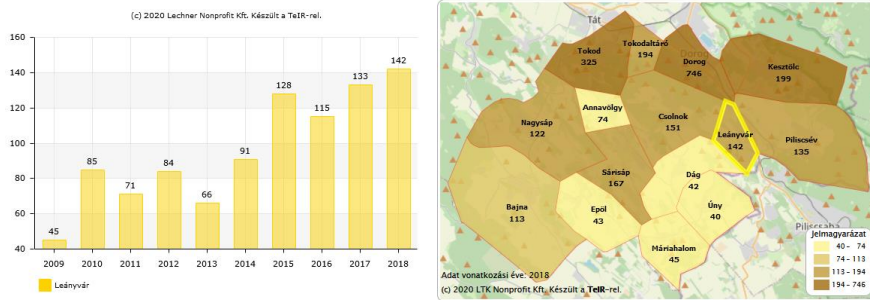 (c) 2020 Lechner Nonprofit Kft. Készült a TeIR-rel.
160
140
120
100
80
60
40
45
85
71
84
66
91
128
115
133
142
2009 2010 2011 2012 2013 2014 2015 2016 2017 2018
Leányvár
Tát
Dorog
Tokod
325
Tokodaltáró
194
Dorog
746
Kesztölc
199
Annavölgy
74
Nagysáp
122
Csolnok
151
Leányvár
142
Piliscsév
135
Sárisáp
167
Dág
42
Bajna
113
Epöl
43
Úny
40
Máriahalom
45
Piliscsaba
Jelmagyarázat
40 - 74
74 - 113
113 - 194
194 - 746
Adat vonatkozási éve: 2018
(c) 2020 LTK Nonprofit Kft. Készült a TeIR-rel.